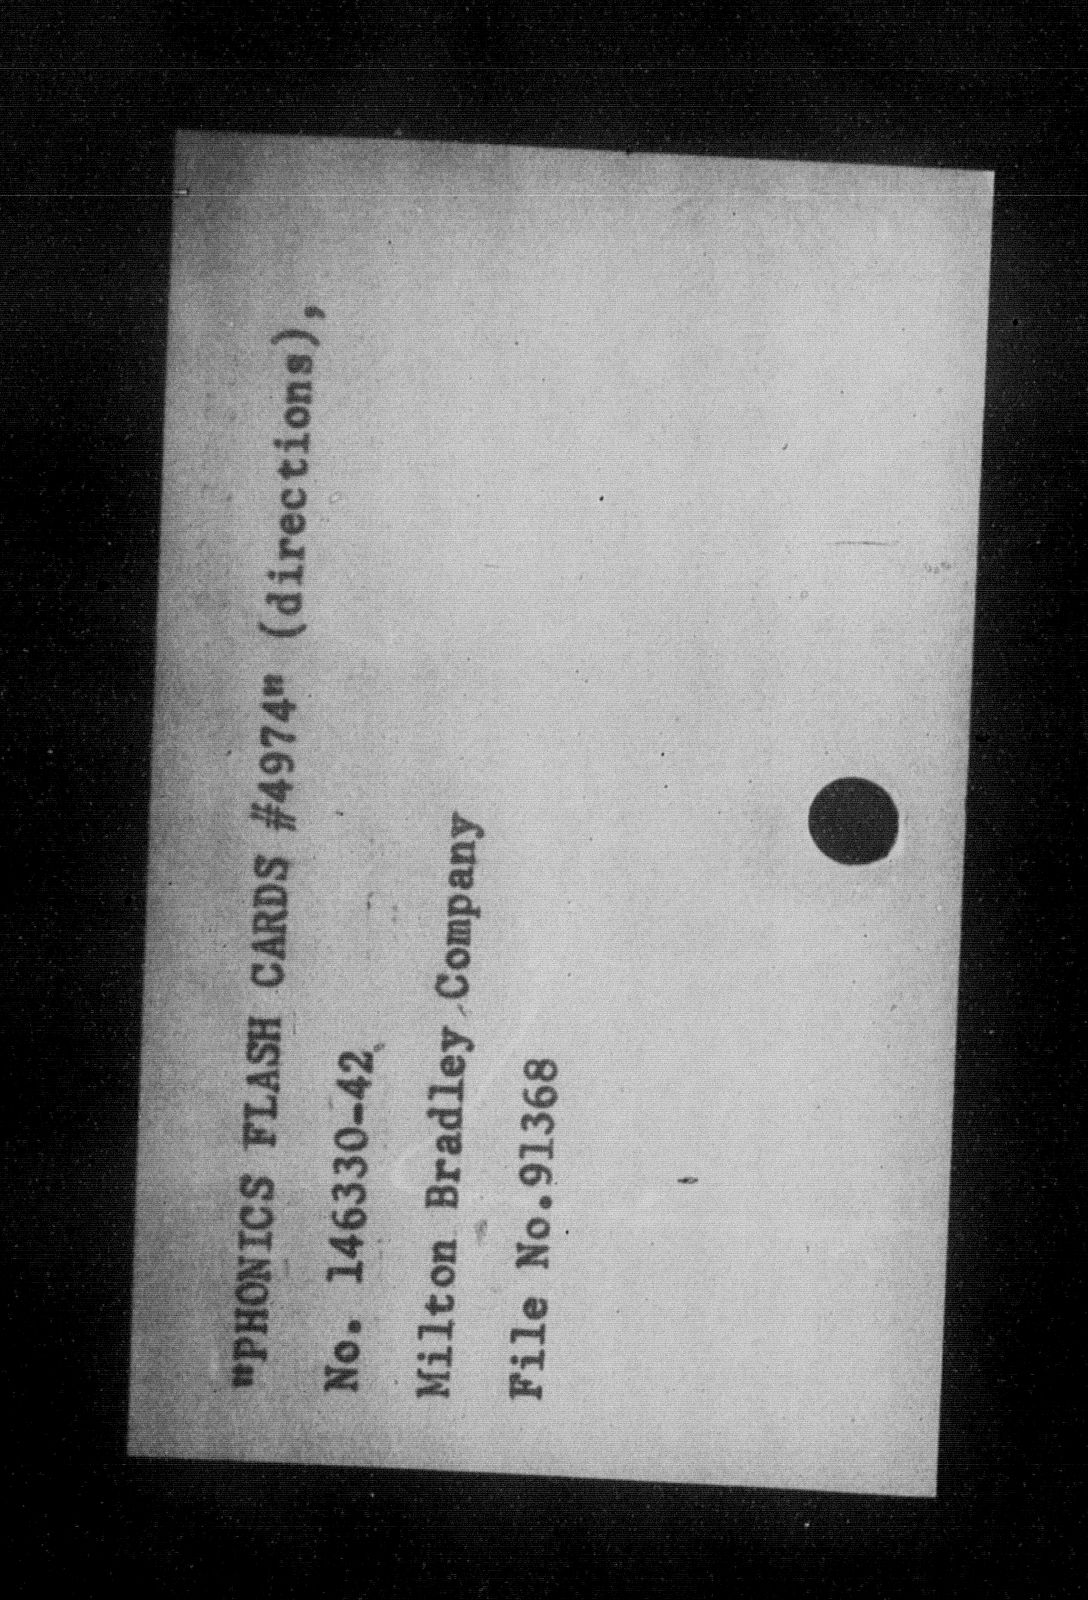 "PHONICS FLASH CARDS #4974" (directions),
No. 146330-42
Milton Bradley Company
File No.91368